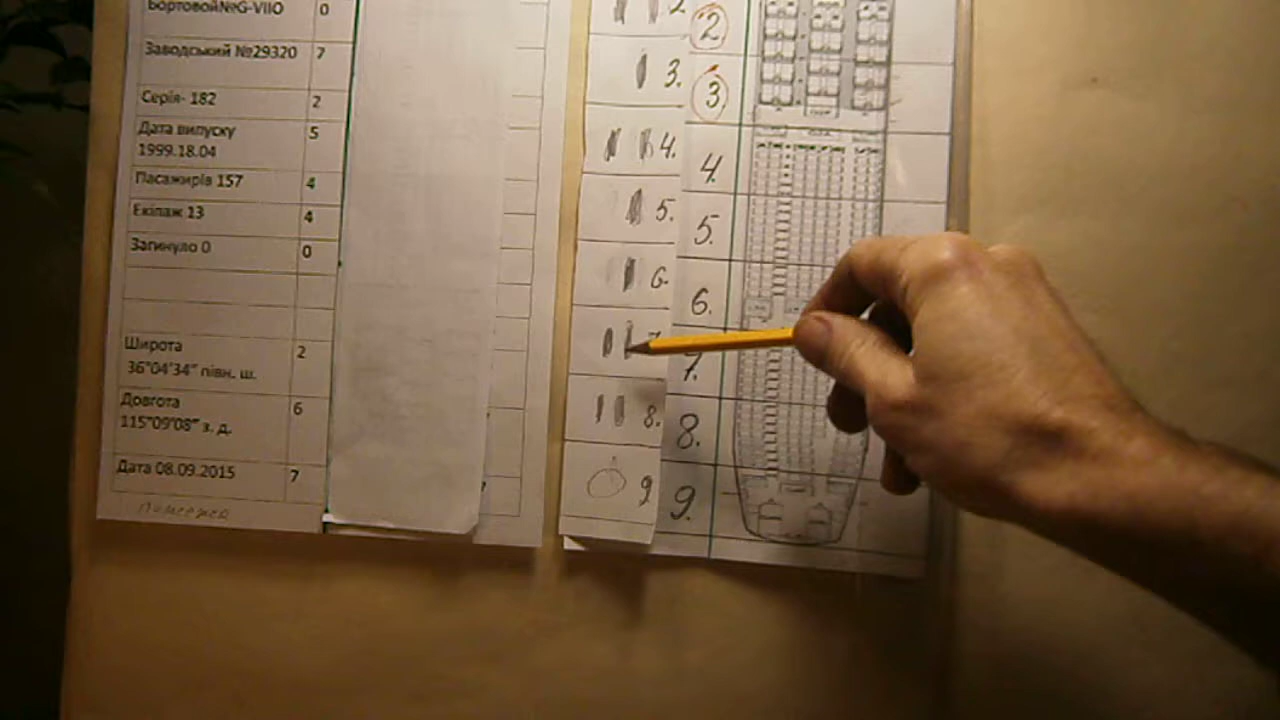 Бортовой№G-VIIO 0
Заводський №29320 7
Серія- 182 2
Дата випуску 5
1999.18.04
Пасажирів 157 4
Екіпаж 13 4
Загинуло 0 0
Широта 2
36°04'34" півн. ш.
Довгота 6
115°09'08" з. д.
Дата 08.09.2015 7
2. 2.
3. 3.
4. 4.
5. 5.
6. 6.
7. 7.
8. 8.
9. 9.